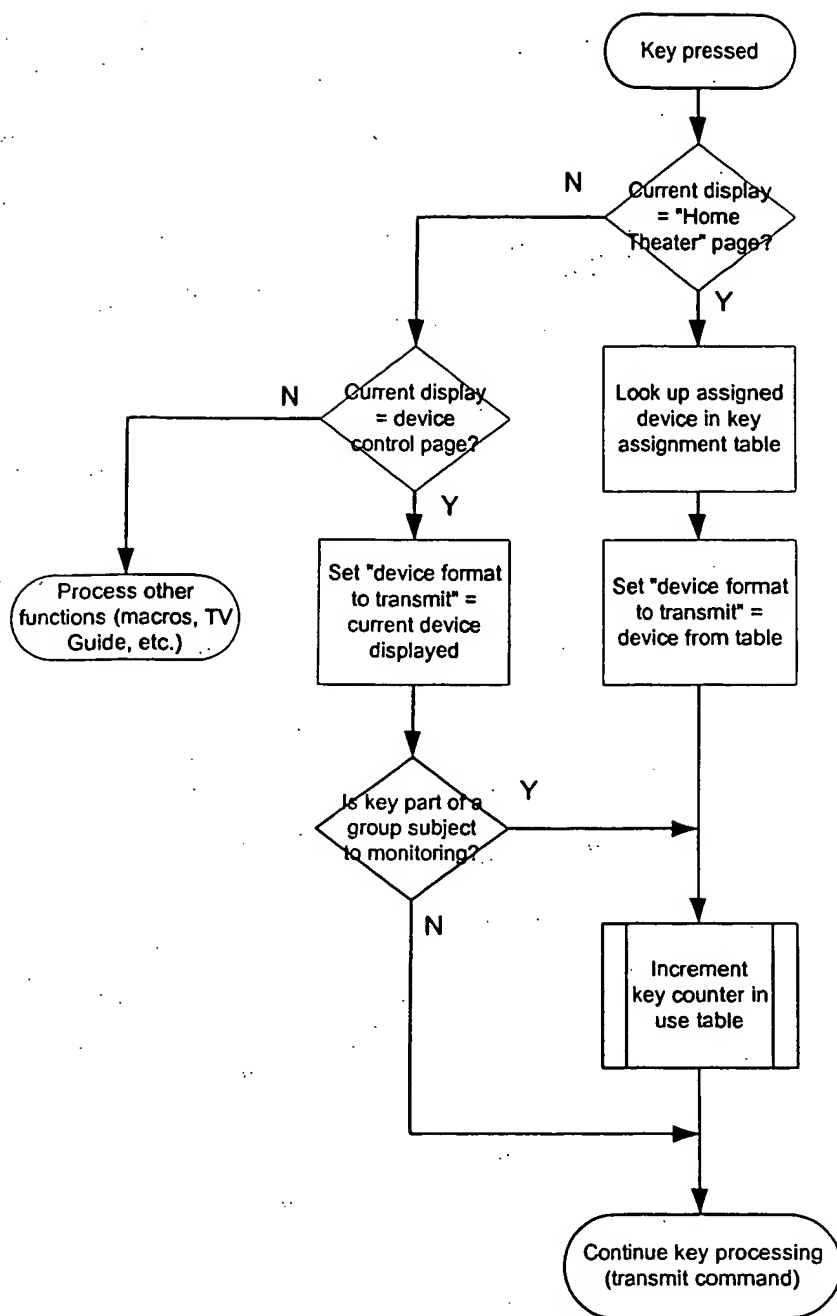 Key pressed
N
Current display
= "Home
Theater" page?
Y
N
Current display
= device
control page?
Look up assigned
device in key
assignment table
Y
Process other
functions (macros, TV
Guide, etc.)
Set "device format
to transmit" =
current device
displayed
Set "device format
to transmit" =
device from table
Is key part of a
group subject
to monitoring?
Y
N
Increment
key counter in
use table
Continue key processing
(transmit command)